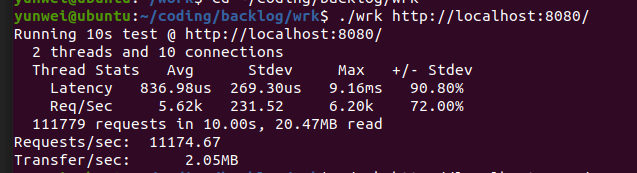 yunwei@ubuntu:~/coding/backlog/wrk$ ./wrk http://localhost:8080/
Running 10s test @ http://localhost:8080/
  2 threads and 10 connections
  Thread Stats   Avg      Stdev     Max   +/- Stdev
    Latency   836.98us  269.30us   9.16ms   90.80%
    Req/Sec     5.62k   231.52     6.20k    72.00%
  111779 requests in 10.00s, 20.47MB read
Requests/sec:  11174.67
Transfer/sec:      2.05MB